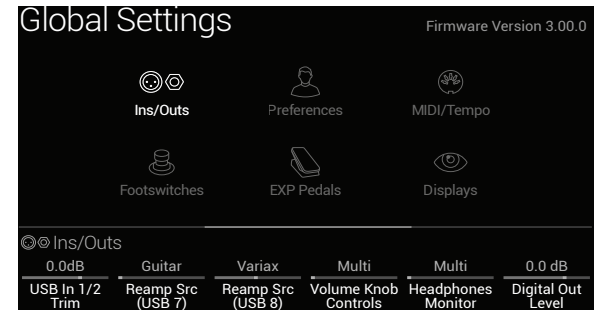 Global Settings
Firmware Version 3.00.0
Ins/Outs
Preferences
MIDI/Tempo
Footswitches
EXP Pedals
Displays
Ins/Outs
0.0dB
Guitar
Variax
Multi
Multi
0.0 dB
USB In 1/2
Trim
Reamp Src
(USB 7)
Reamp Src
(USB 8)
Volume Knob
Controls
Headphones
Monitor
Digital Out
Level